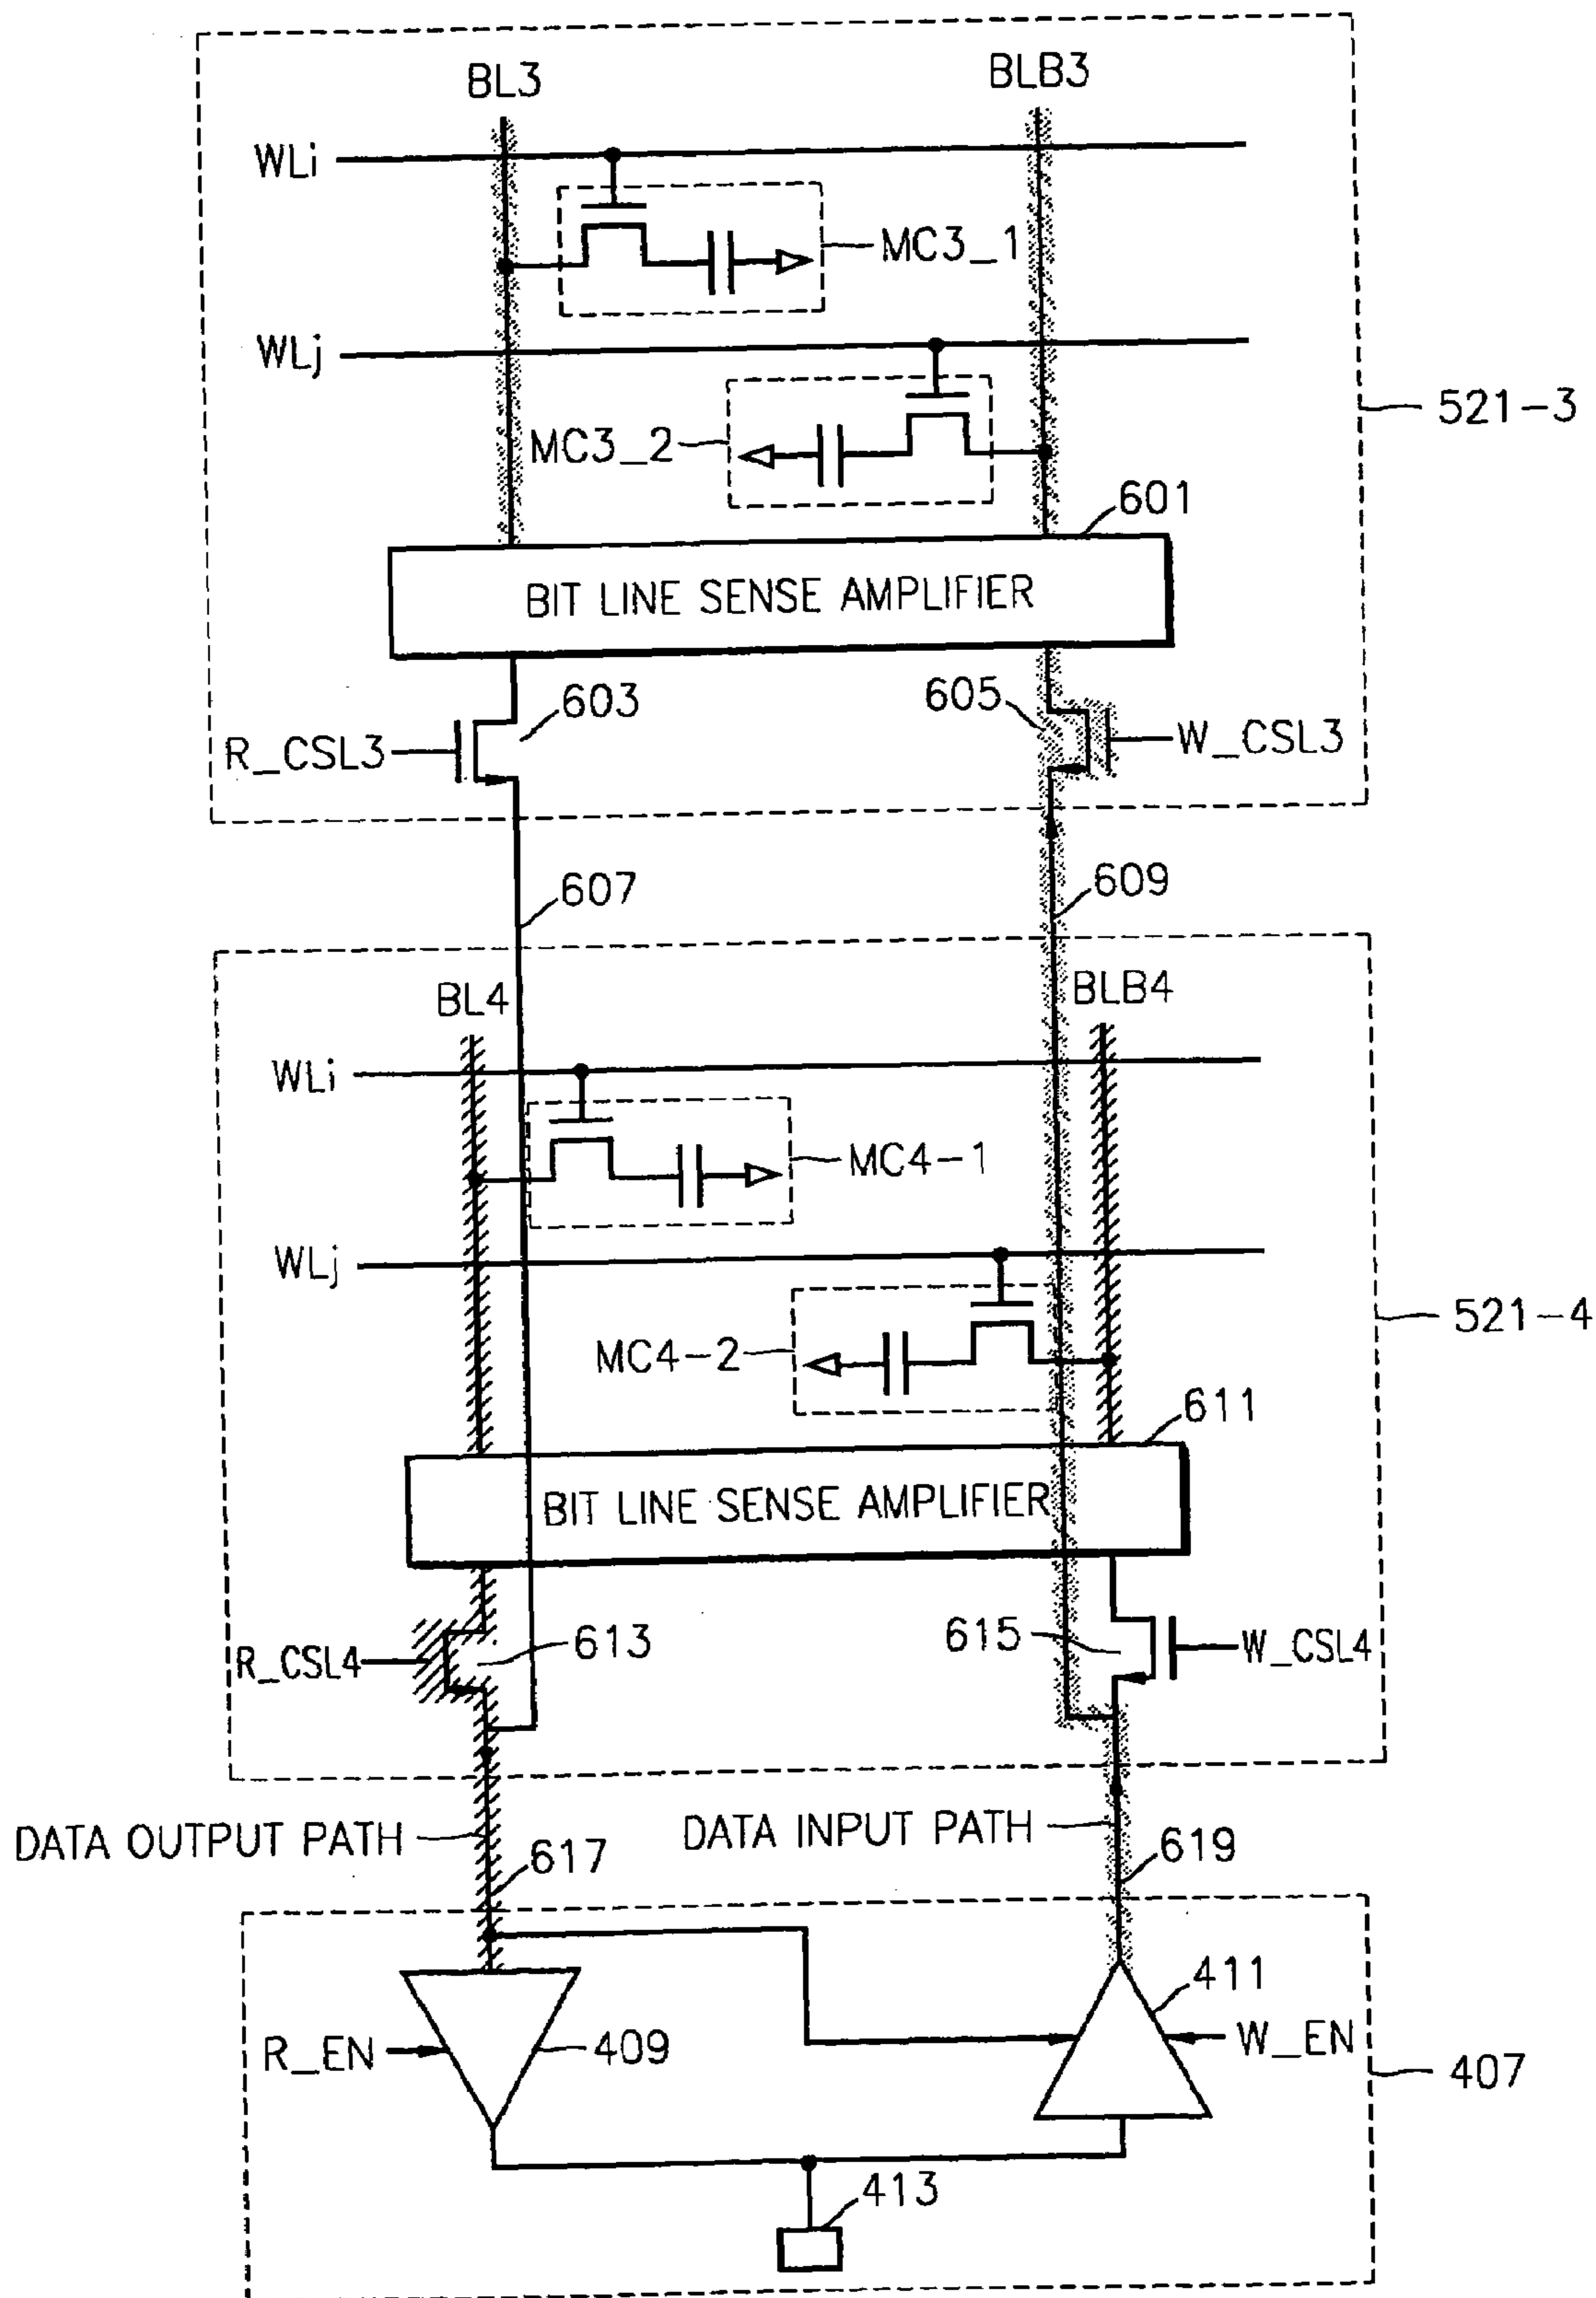 BL3
BLB3
WLi
MC3_1
WLj
521-3
MC3_2
601
BIT LINE SENSE AMPLIFIER
603
605
R_CSL3
W_CSL3
607
609
BL4
BLB4
WLi
MC4-1
WLj
521-4
MC4-2
611
BIT LINE SENSE AMPLIFIER
613
615
R_CSL4
W_CSL4
DATA OUTPUT PATH
DATA INPUT PATH
617
619
411
R_EN
409
W_EN
407
413